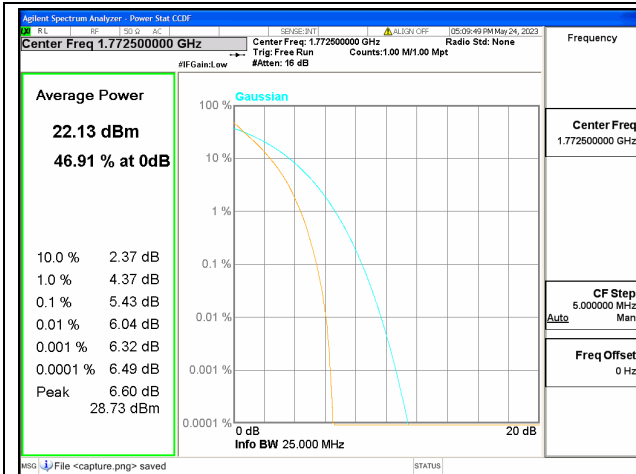 Agilent Spectrum Analyzer - Power Stat CCDF
RL RF 50 Ω AC SENSE:INT ALIGN OFF 05:09:49 PM May 24, 2023
Center Freq 1.772500000 GHz
Center Freq: 1.772500000 GHz Radio Std: None
Trig: Free Run Counts:1.00 M/1.00 Mpt
#IFGain:Low #Atten: 16 dB
Frequency
Average Power
22.13 dBm
46.91 % at 0dB
10.0 % 2.37 dB
1.0 % 4.37 dB
0.1 % 5.43 dB
0.01 % 6.04 dB
0.001 % 6.32 dB
0.0001 % 6.49 dB
Peak 6.60 dB
28.73 dBm
Gaussian
100 %
10 %
1 %
0.1 %
0.01 %
0.001 %
0.0001 %
0 dB 20 dB
Info BW 25.000 MHz
Center Freq
1.772500000 GHz
CF Step
5.000000 MHz
Auto Man
Freq Offset
0 Hz
MSG File <capture.png> saved STATUS